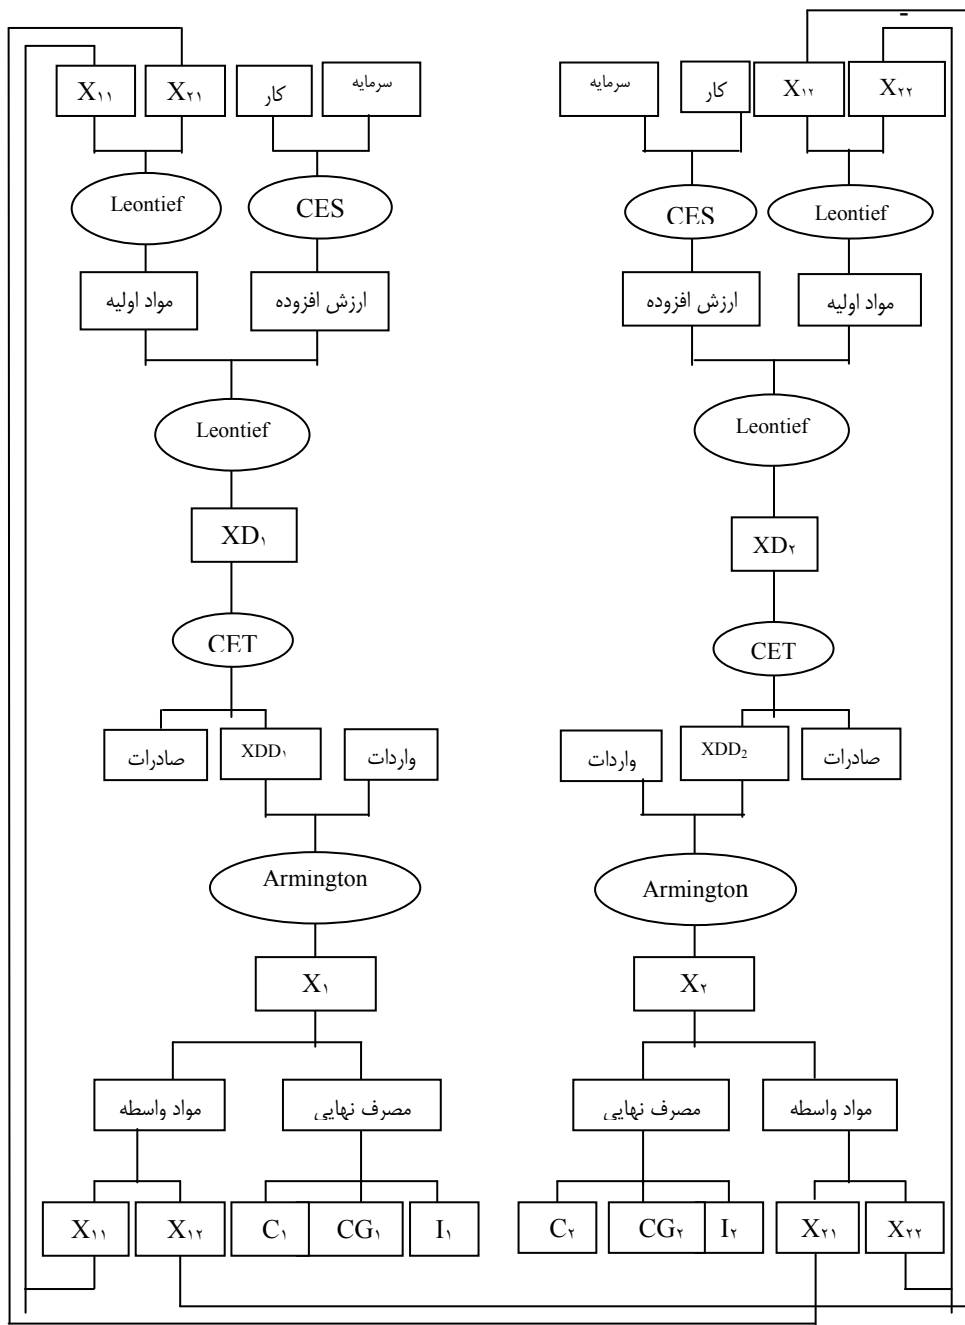 X۱۱ X۲۱ کار سرمایه سرمایه کار X۱۲ X۲۲
Leontief CES CES Leontief
مواد اولیه ارزش افزوده ارزش افزوده مواد اولیه
Leontief Leontief
XD۱ XD۲
CET CET
صادرات XDD۱ واردات واردات XDD2 صادرات
Armington Armington
X۱ X۲
مواد واسطه مصرف نهایی مصرف نهایی مواد واسطه
X۱۱ X۱۲ C۱ CG۱ I۱ C۲ CG۲ I۲ X۲۱ X۲۲